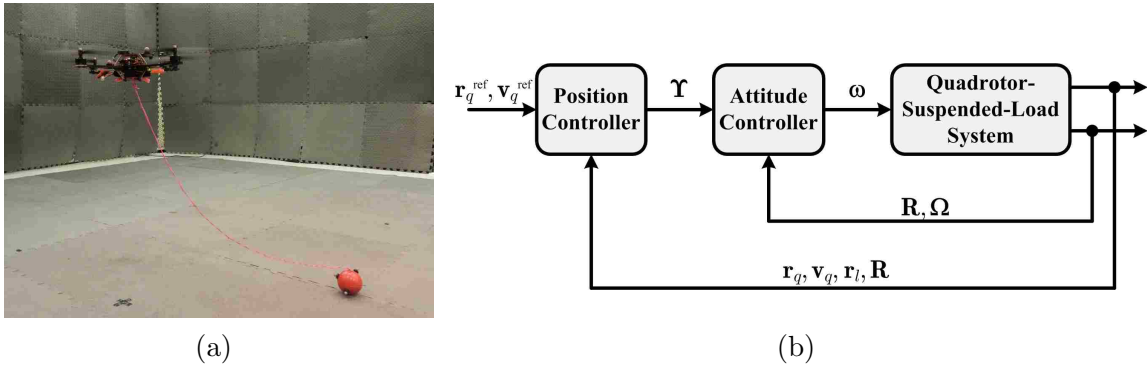 r_q^ref, v_q^ref
Position
Controller
Υ
Attitude
Controller
ω
Quadrotor-
Suspended-Load
System
R, Ω
r_q, v_q, r_l, R
(a)
(b)